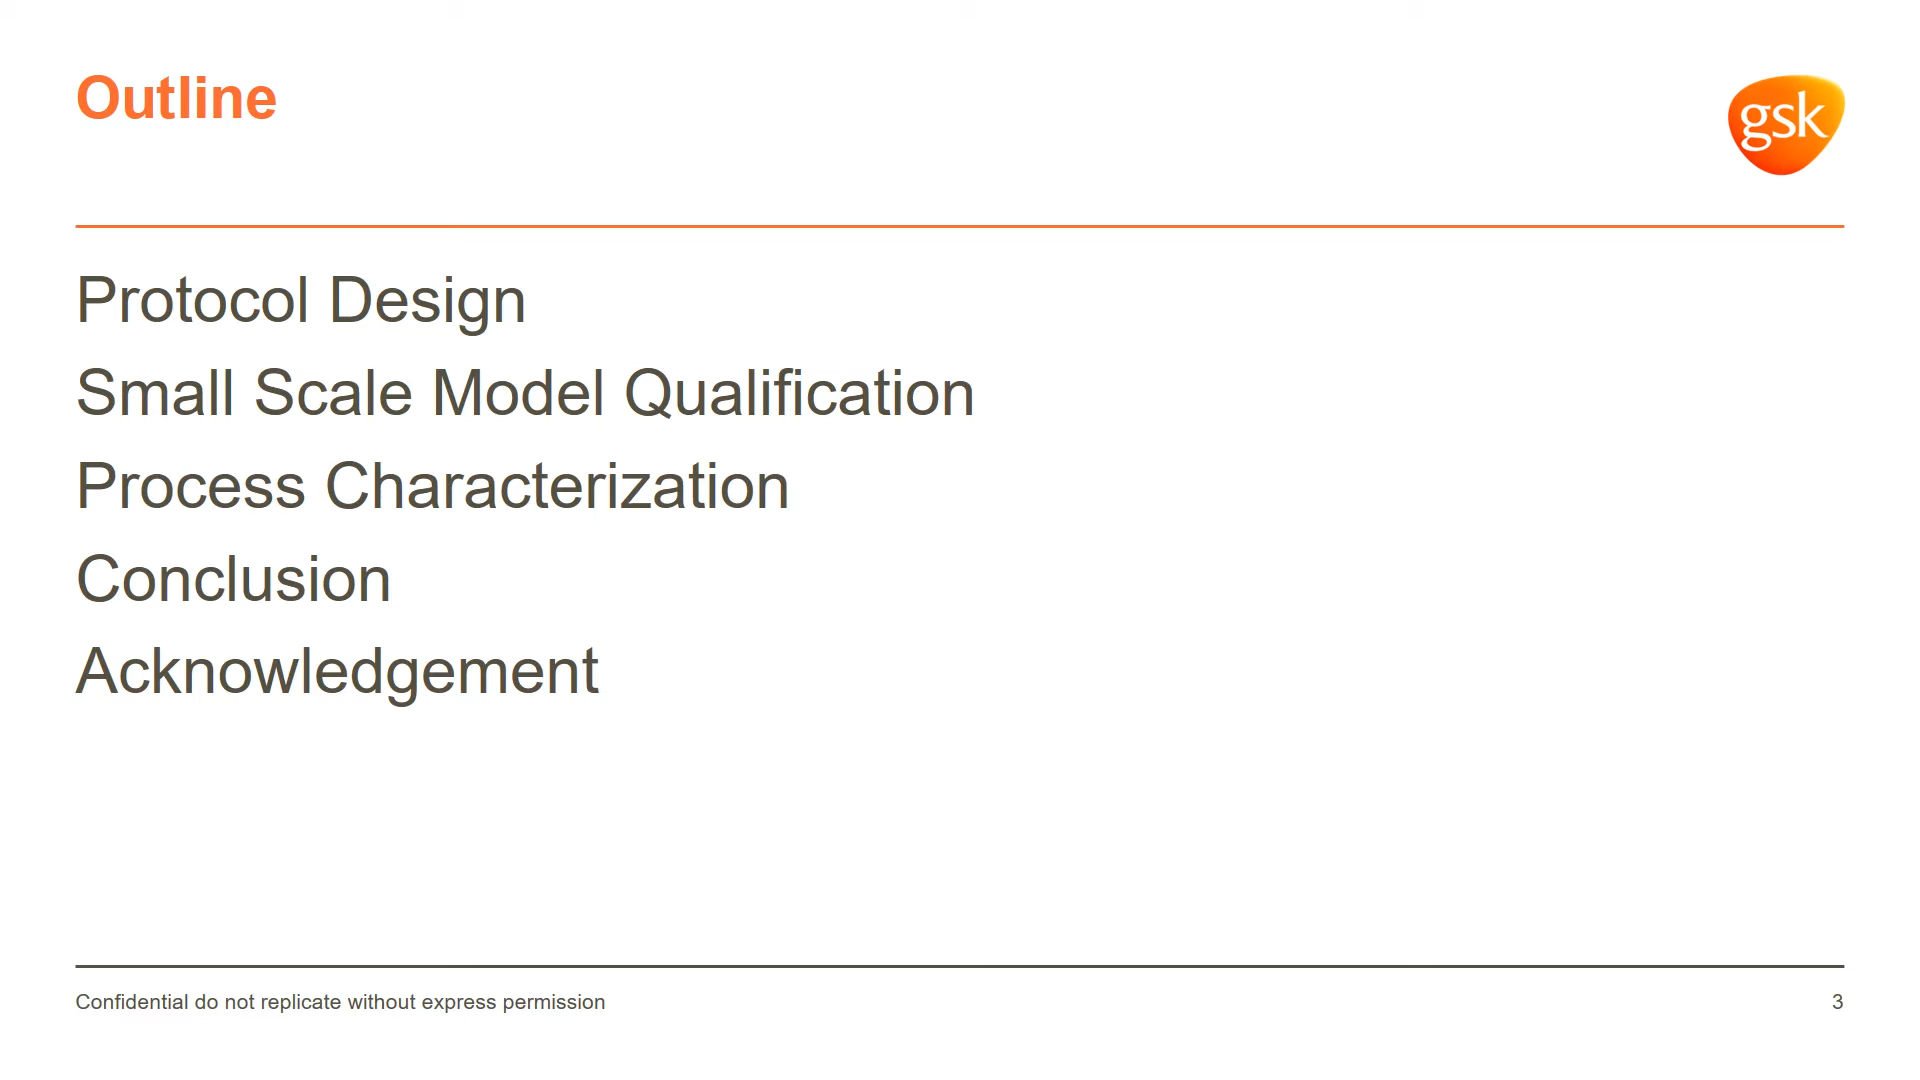 Outline
gsk
Protocol Design
Small Scale Model Qualification
Process Characterization
Conclusion
Acknowledgement
Confidential do not replicate without express permission
3